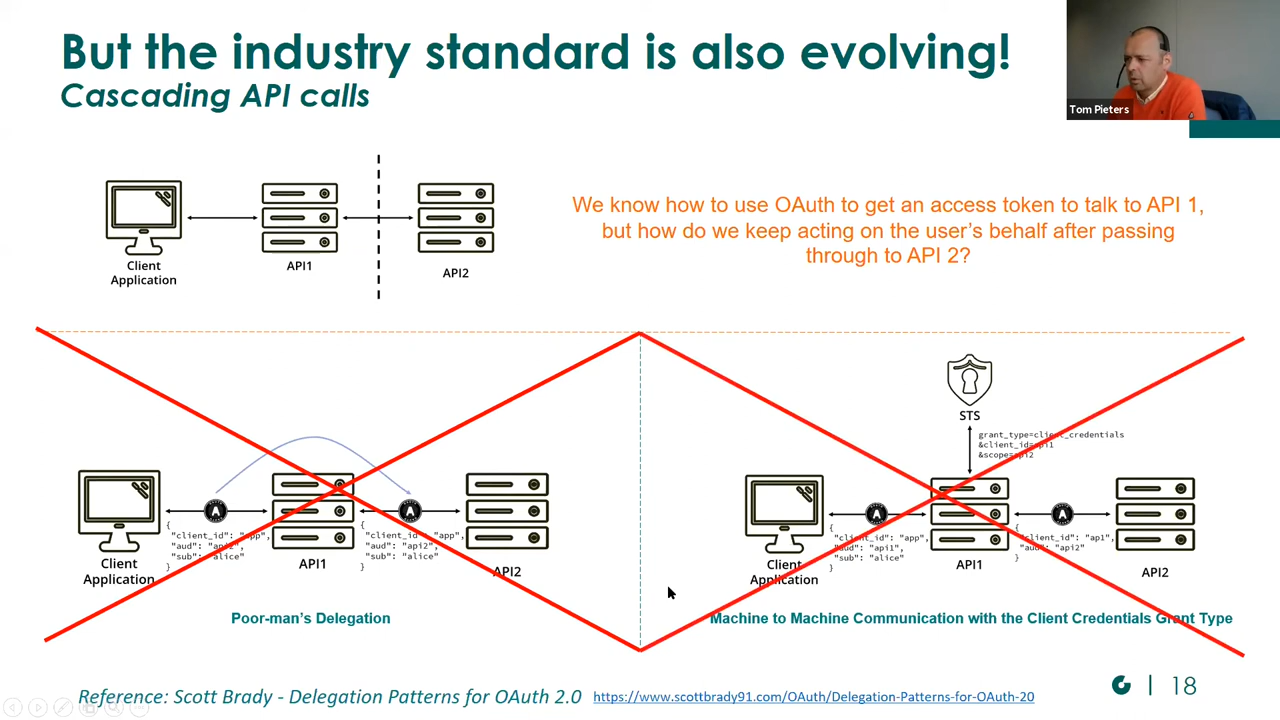 But the industry standard is also evolving!
Cascading API calls
Tom Pieters
We know how to use OAuth to get an access token to talk to API 1,
but how do we keep acting on the user's behalf after passing
through to API 2?
Client
Application
API1
API2
STS
grant_type=client_credentials
&client_id=api1
&scope=api2
{
"client_id": "app",
"aud": "api2",
"sub": "alice"
}
{
"client_id": "app",
"aud": "api2",
"sub": "alice"
}
Client
Application
API1
API2
Poor-man's Delegation
{
"client_id": "app",
"aud": "api1",
"sub": "alice"
}
{
"client_id": "ap1",
"aud": "api2"
}
Client
Application
API1
API2
Machine to Machine Communication with the Client Credentials Grant Type
Reference: Scott Brady - Delegation Patterns for OAuth 2.0
https://www.scottbrady91.com/OAuth/Delegation-Patterns-for-OAuth-20
18